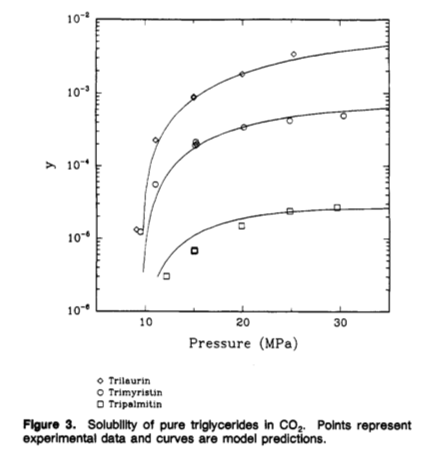 10⁻²
10⁻³
10⁻⁴
10⁻⁵
10⁻⁶
y
10 20 30
Pressure (MPa)
◇ Trilaurin
○ Trimyristin
□ Tripalmitin
Figure 3. Solubility of pure triglycerides in CO₂. Points represent
experimental data and curves are model predictions.